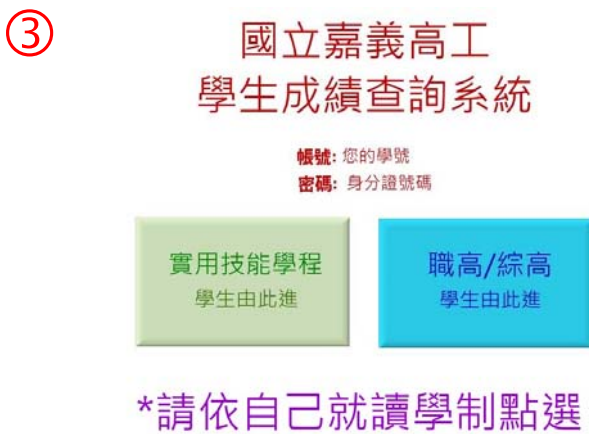 ③
國立嘉義高工
學生成績查詢系統
帳號: 您的學號
密碼: 身分證號碼
實用技能學程
學生由此進
職高/綜高
學生由此進
*請依自己就讀學制點選